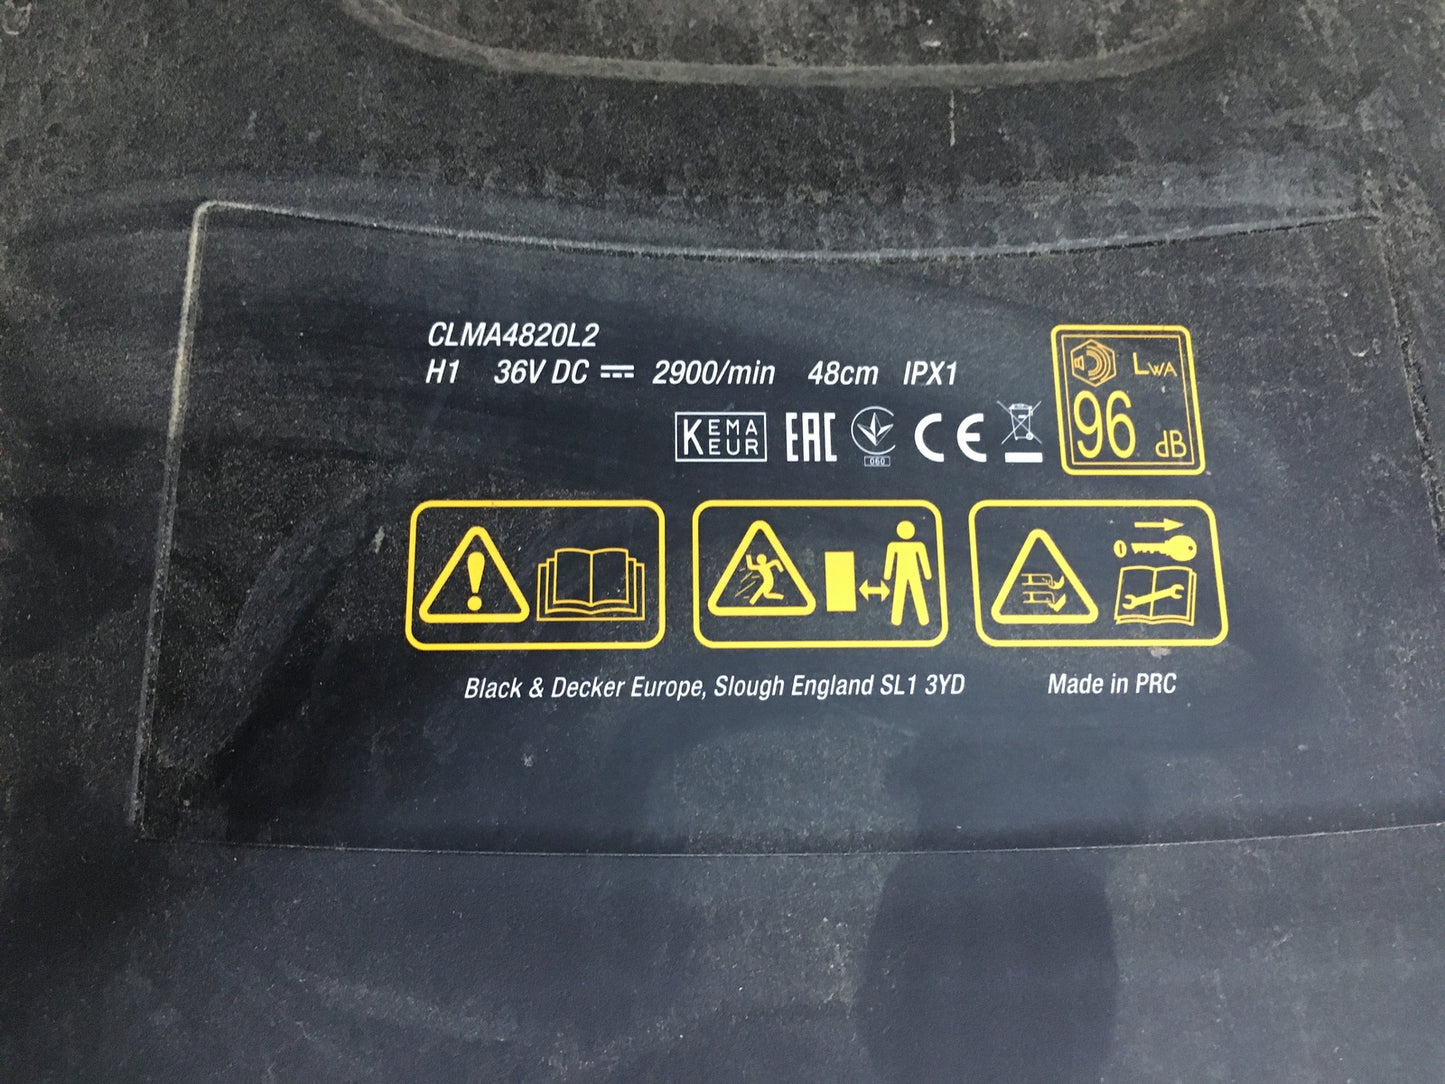 CLMA4820L2
H1 36V DC 2900/min 48cm IPX1
LWA
96 dB
KEMA
KEUR
EAC
060
CE
Black & Decker Europe, Slough England SL1 3YD
Made in PRC